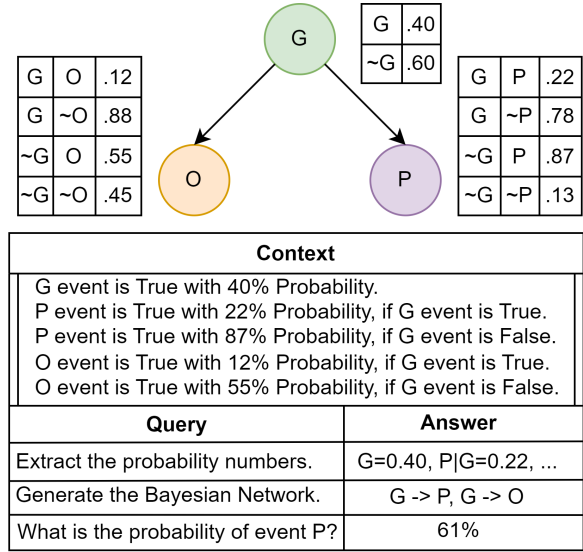 G
G .40
~G .60
G O .12
G ~O .88
~G O .55
~G ~O .45
G P .22
G ~P .78
~G P .87
~G ~P .13
O
P
Context
G event is True with 40% Probability.
P event is True with 22% Probability, if G event is True.
P event is True with 87% Probability, if G event is False.
O event is True with 12% Probability, if G event is True.
O event is True with 55% Probability, if G event is False.
Query Answer
Extract the probability numbers. G=0.40, P|G=0.22, ...
Generate the Bayesian Network. G -> P, G -> O
What is the probability of event P? 61%